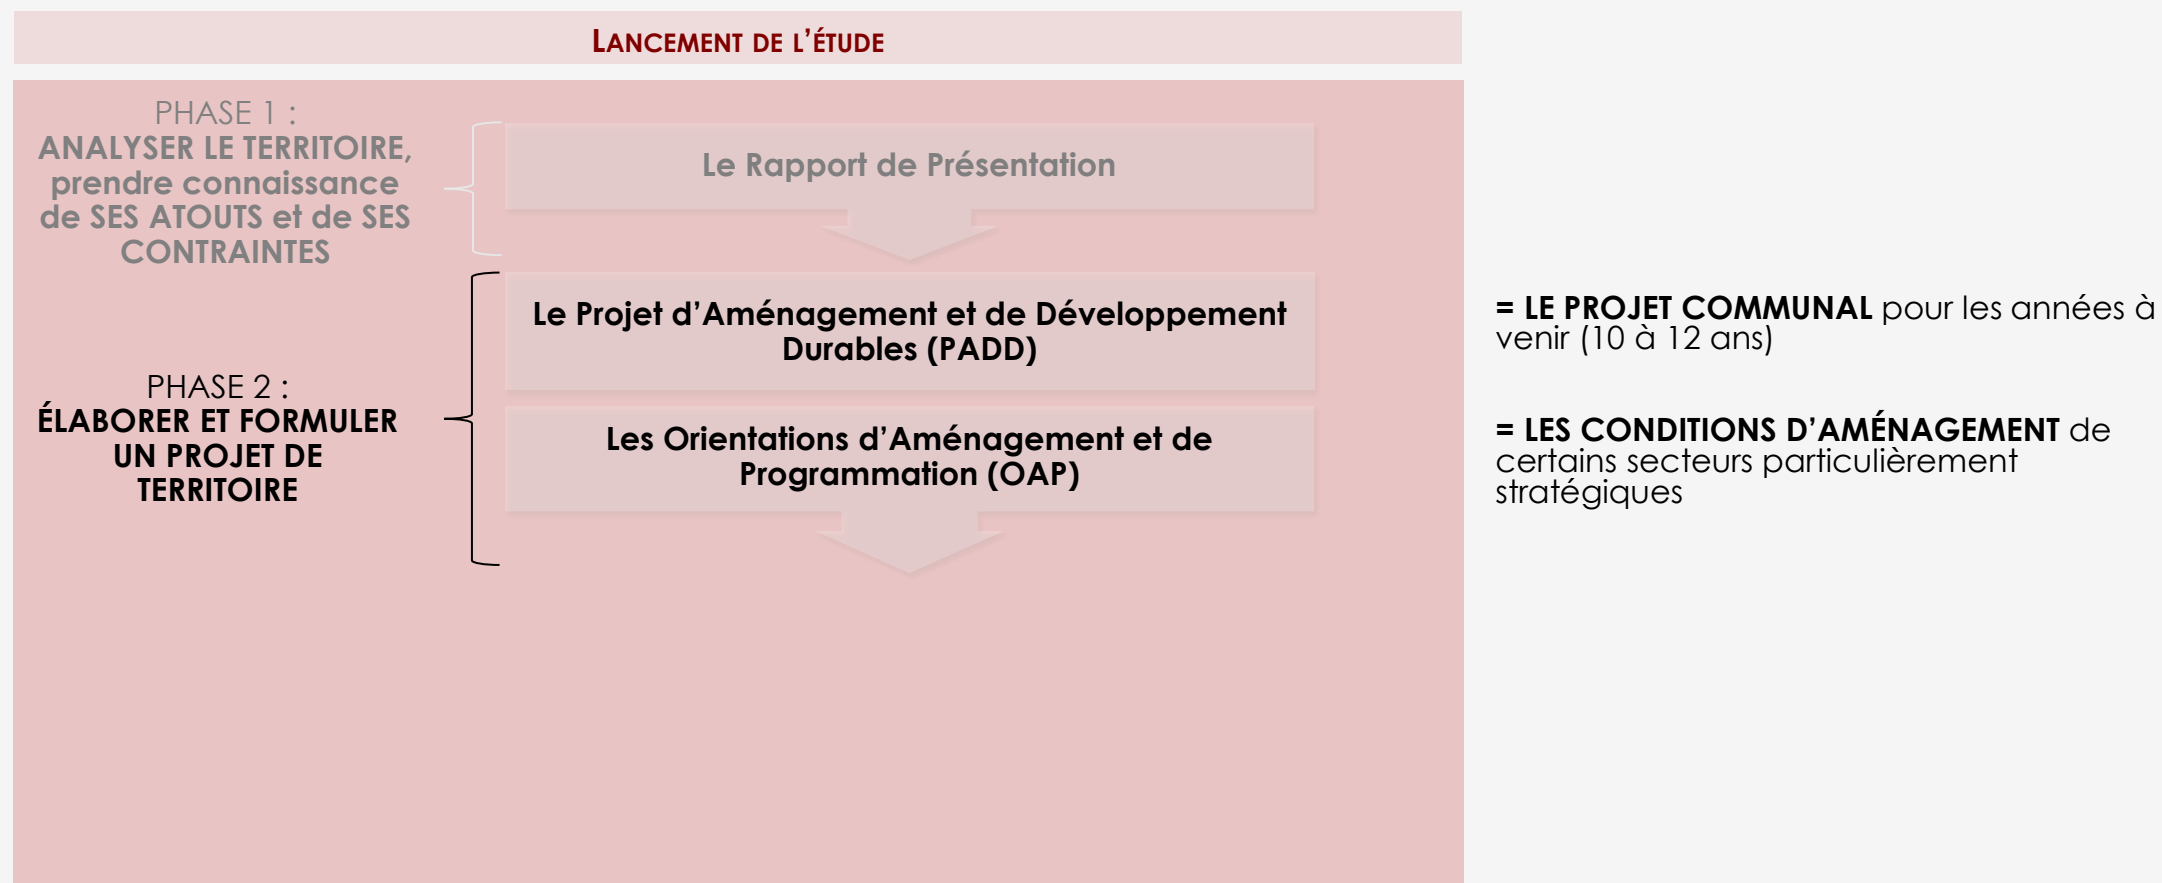 LANCEMENT DE L’ÉTUDE
PHASE 1 :
ANALYSER LE TERRITOIRE,
prendre connaissance
de SES ATOUTS et de SES
CONTRAINTES
Le Rapport de Présentation
PHASE 2 :
ÉLABORER ET FORMULER
UN PROJET DE
TERRITOIRE
Le Projet d’Aménagement et de Développement
Durables (PADD)
= LE PROJET COMMUNAL pour les années à
venir (10 à 12 ans)
Les Orientations d’Aménagement et de
Programmation (OAP)
= LES CONDITIONS D’AMÉNAGEMENT de
certains secteurs particulièrement
stratégiques